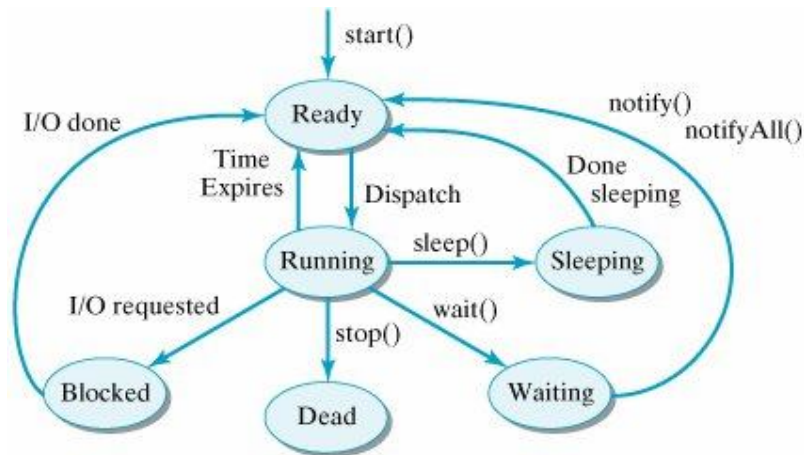 start()
Ready
I/O done
notify()
notifyAll()
Time
Expires
Done
sleeping
Dispatch
Running
sleep()
Sleeping
I/O requested
stop()
wait()
Blocked
Dead
Waiting